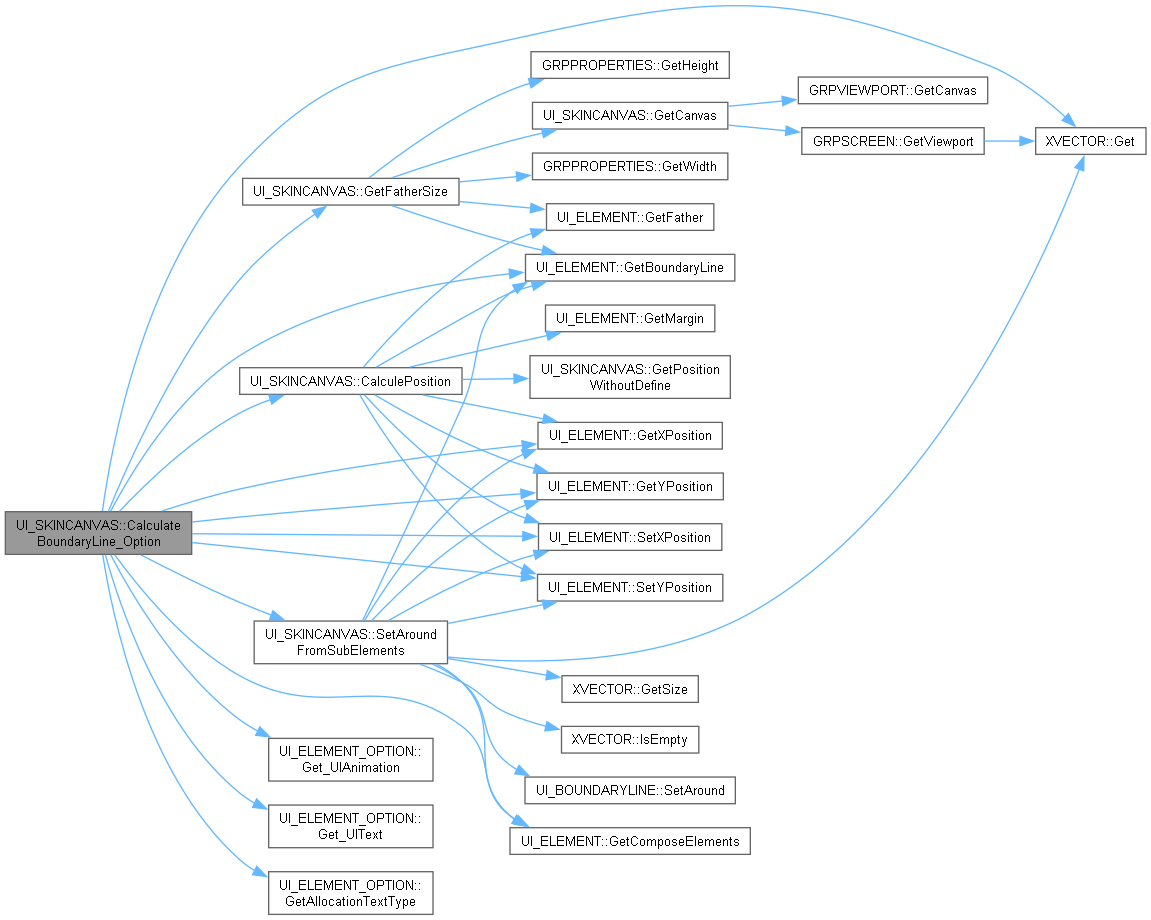 GRPPROPERTIES::GetHeight
GRPVIEWPORT::GetCanvas
UI_SKINCANVAS::GetCanvas
GRPSCREEN::GetViewport
XVECTOR::Get
GRPPROPERTIES::GetWidth
UI_SKINCANVAS::GetFatherSize
UI_ELEMENT::GetFather
UI_ELEMENT::GetBoundaryLine
UI_ELEMENT::GetMargin
UI_SKINCANVAS::GetPosition
WithoutDefine
UI_SKINCANVAS::CalculePosition
UI_ELEMENT::GetXPosition
UI_ELEMENT::GetYPosition
UI_SKINCANVAS::Calculate
BoundaryLine_Option
UI_ELEMENT::SetXPosition
UI_ELEMENT::SetYPosition
UI_SKINCANVAS::SetAround
FromSubElements
XVECTOR::GetSize
XVECTOR::IsEmpty
UI_ELEMENT_OPTION::
Get_UIAnimation
UI_BOUNDARYLINE::SetAround
UI_ELEMENT_OPTION::
Get_UIText
UI_ELEMENT::GetComposeElements
UI_ELEMENT_OPTION::
GetAllocationTextType